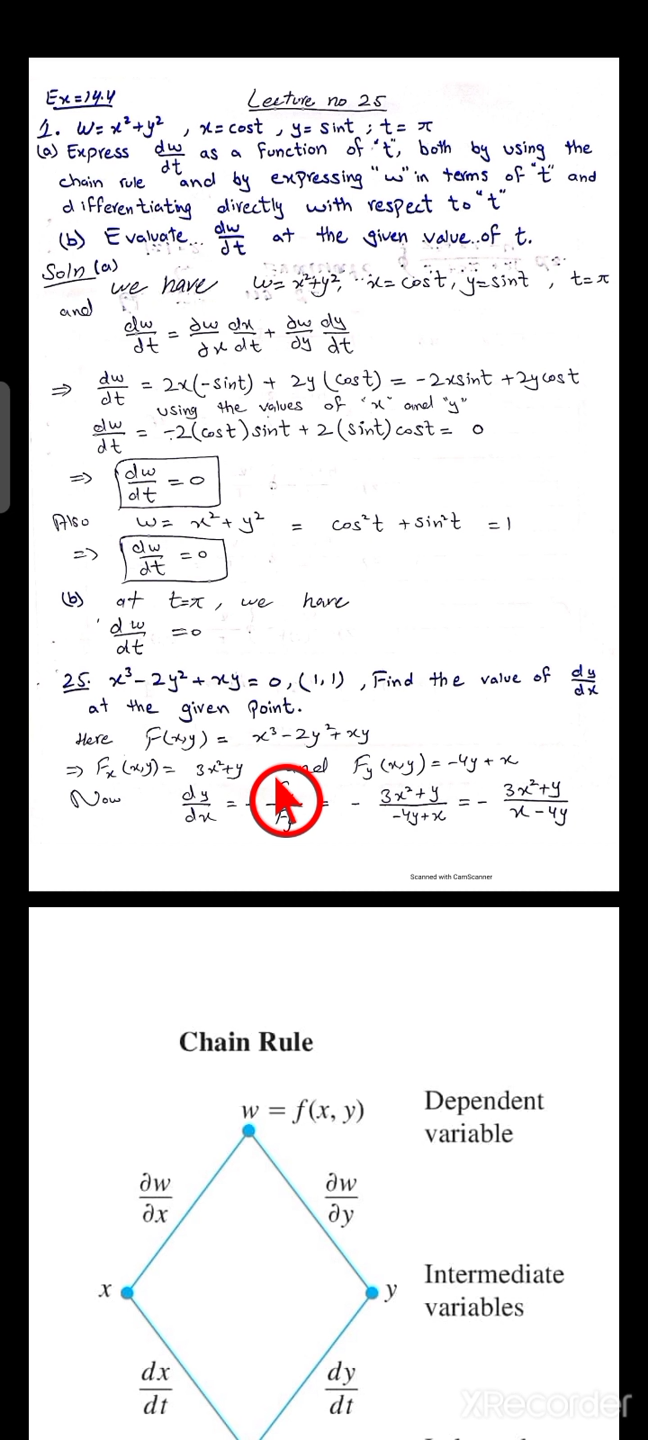 Ex=14.4 Lecture no 25
1. w=x²+y² , x=cost , y=sint ; t=π
(a) Express dw/dt as a function of "t", both by using the
chain rule and by expressing "w" in terms of "t" and
differentiating directly with respect to "t"
(b) Evaluate.. dw/dt at the given value..of t.
Soln (a)
we have w=x²+y², x=cost, y=sint , t=π
and
dw/dt = ∂w/∂x dx/dt + ∂w/∂y dy/dt
⇒ dw/dt = 2x(-sint) + 2y(cost) = -2xsint +2ycost
using the values of "x" and "y"
dw/dt = -2(cost)sint + 2(sint)cost = 0
⇒ dw/dt = 0
Also w= x²+y² = cos²t +sin²t =1
⇒ dw/dt = 0
(b) at t=π, we have
dw/dt =0
25. x³-2y²+xy=0,(1,1) ,Find the value of dy/dx
at the given point.
Here F(x,y) = x³-2y²+xy
⇒ Fx(x,y)= 3x²+y and Fy(x,y)=-4y+x
Now dy/dx = - = - 3x²+y/-4y+x = - 3x²+y/x-4y
Scanned with CamScanner
Chain Rule
w = f(x, y) Dependent
variable
∂w/∂x ∂w/∂y
x y Intermediate
variables
dx/dt dy/dt
XRecorder